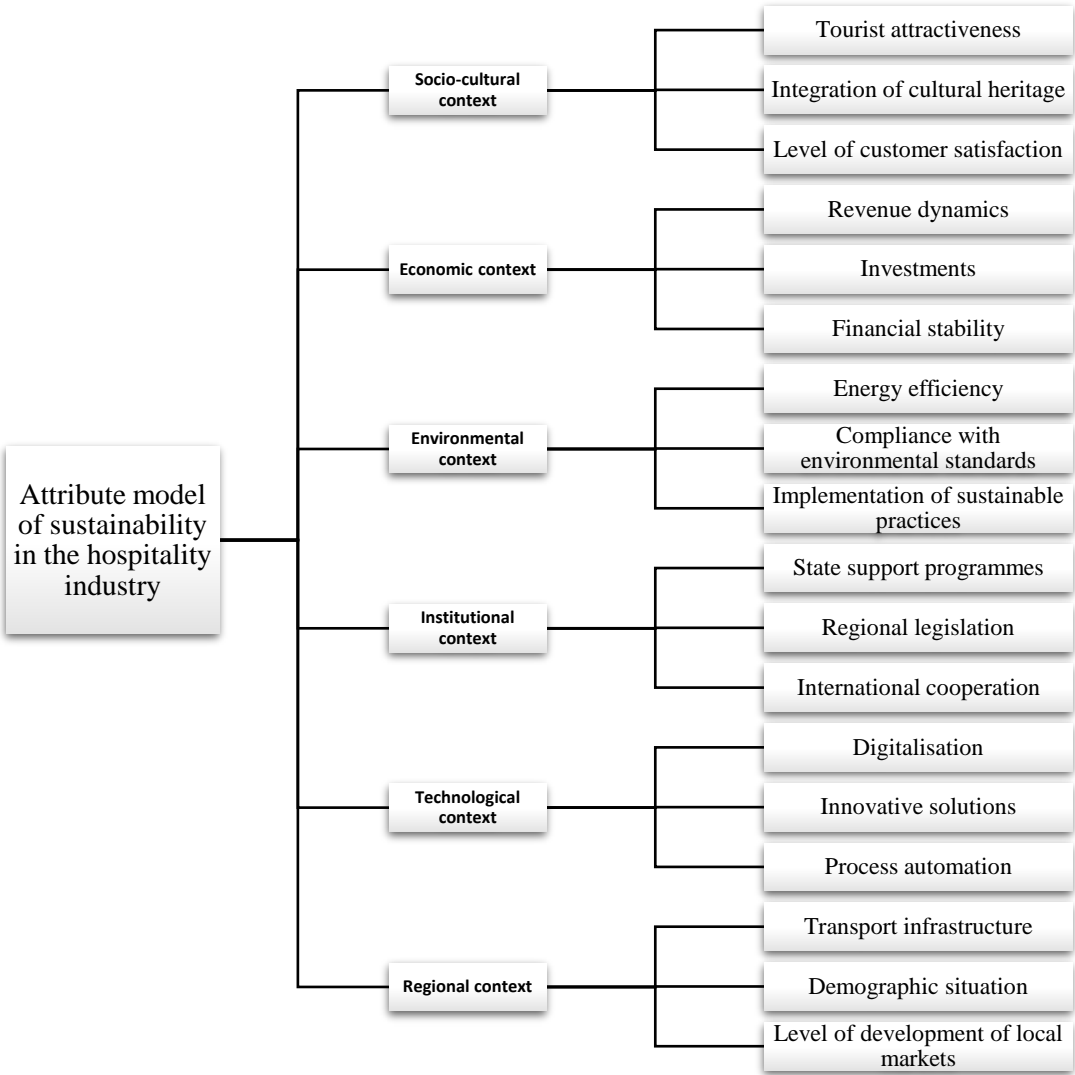 Attribute model
of sustainability
in the hospitality
industry
Socio-cultural
context
Tourist attractiveness
Integration of cultural heritage
Level of customer satisfaction
Economic context
Revenue dynamics
Investments
Financial stability
Environmental
context
Energy efficiency
Compliance with
environmental standards
Implementation of sustainable
practices
Institutional
context
State support programmes
Regional legislation
International cooperation
Technological
context
Digitalisation
Innovative solutions
Process automation
Regional context
Transport infrastructure
Demographic situation
Level of development of local
markets